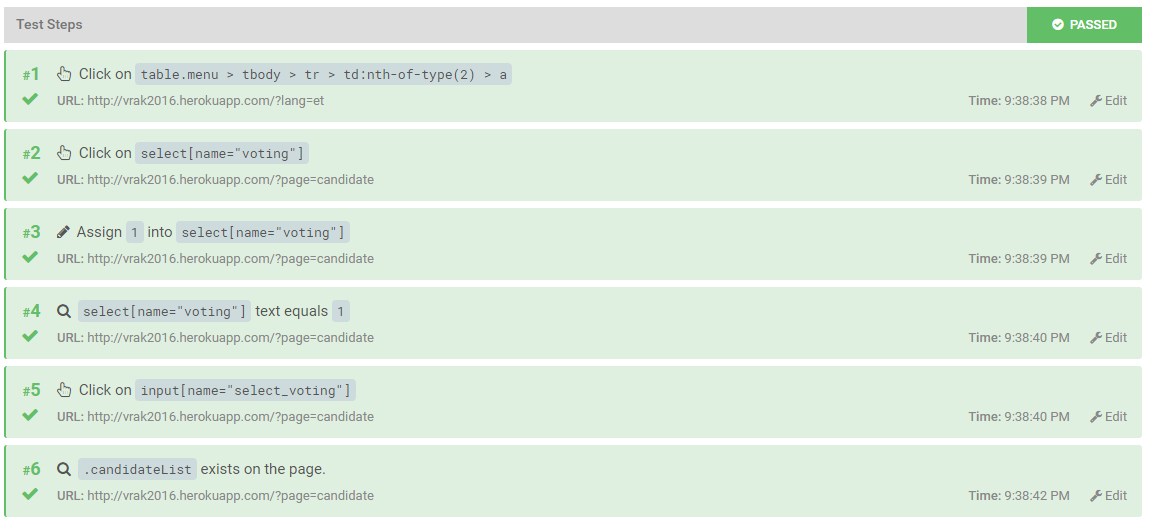 Test Steps PASSED
#1 Click on table.menu > tbody > tr > td:nth-of-type(2) > a
URL: http://vrak2016.herokuapp.com/?lang=et Time: 9:38:38 PM Edit
#2 Click on select[name="voting"]
URL: http://vrak2016.herokuapp.com/?page=candidate Time: 9:38:39 PM Edit
#3 Assign 1 into select[name="voting"]
URL: http://vrak2016.herokuapp.com/?page=candidate Time: 9:38:39 PM Edit
#4 select[name="voting"] text equals 1
URL: http://vrak2016.herokuapp.com/?page=candidate Time: 9:38:40 PM Edit
#5 Click on input[name="select_voting"]
URL: http://vrak2016.herokuapp.com/?page=candidate Time: 9:38:40 PM Edit
#6 .candidateList exists on the page.
URL: http://vrak2016.herokuapp.com/?page=candidate Time: 9:38:42 PM Edit